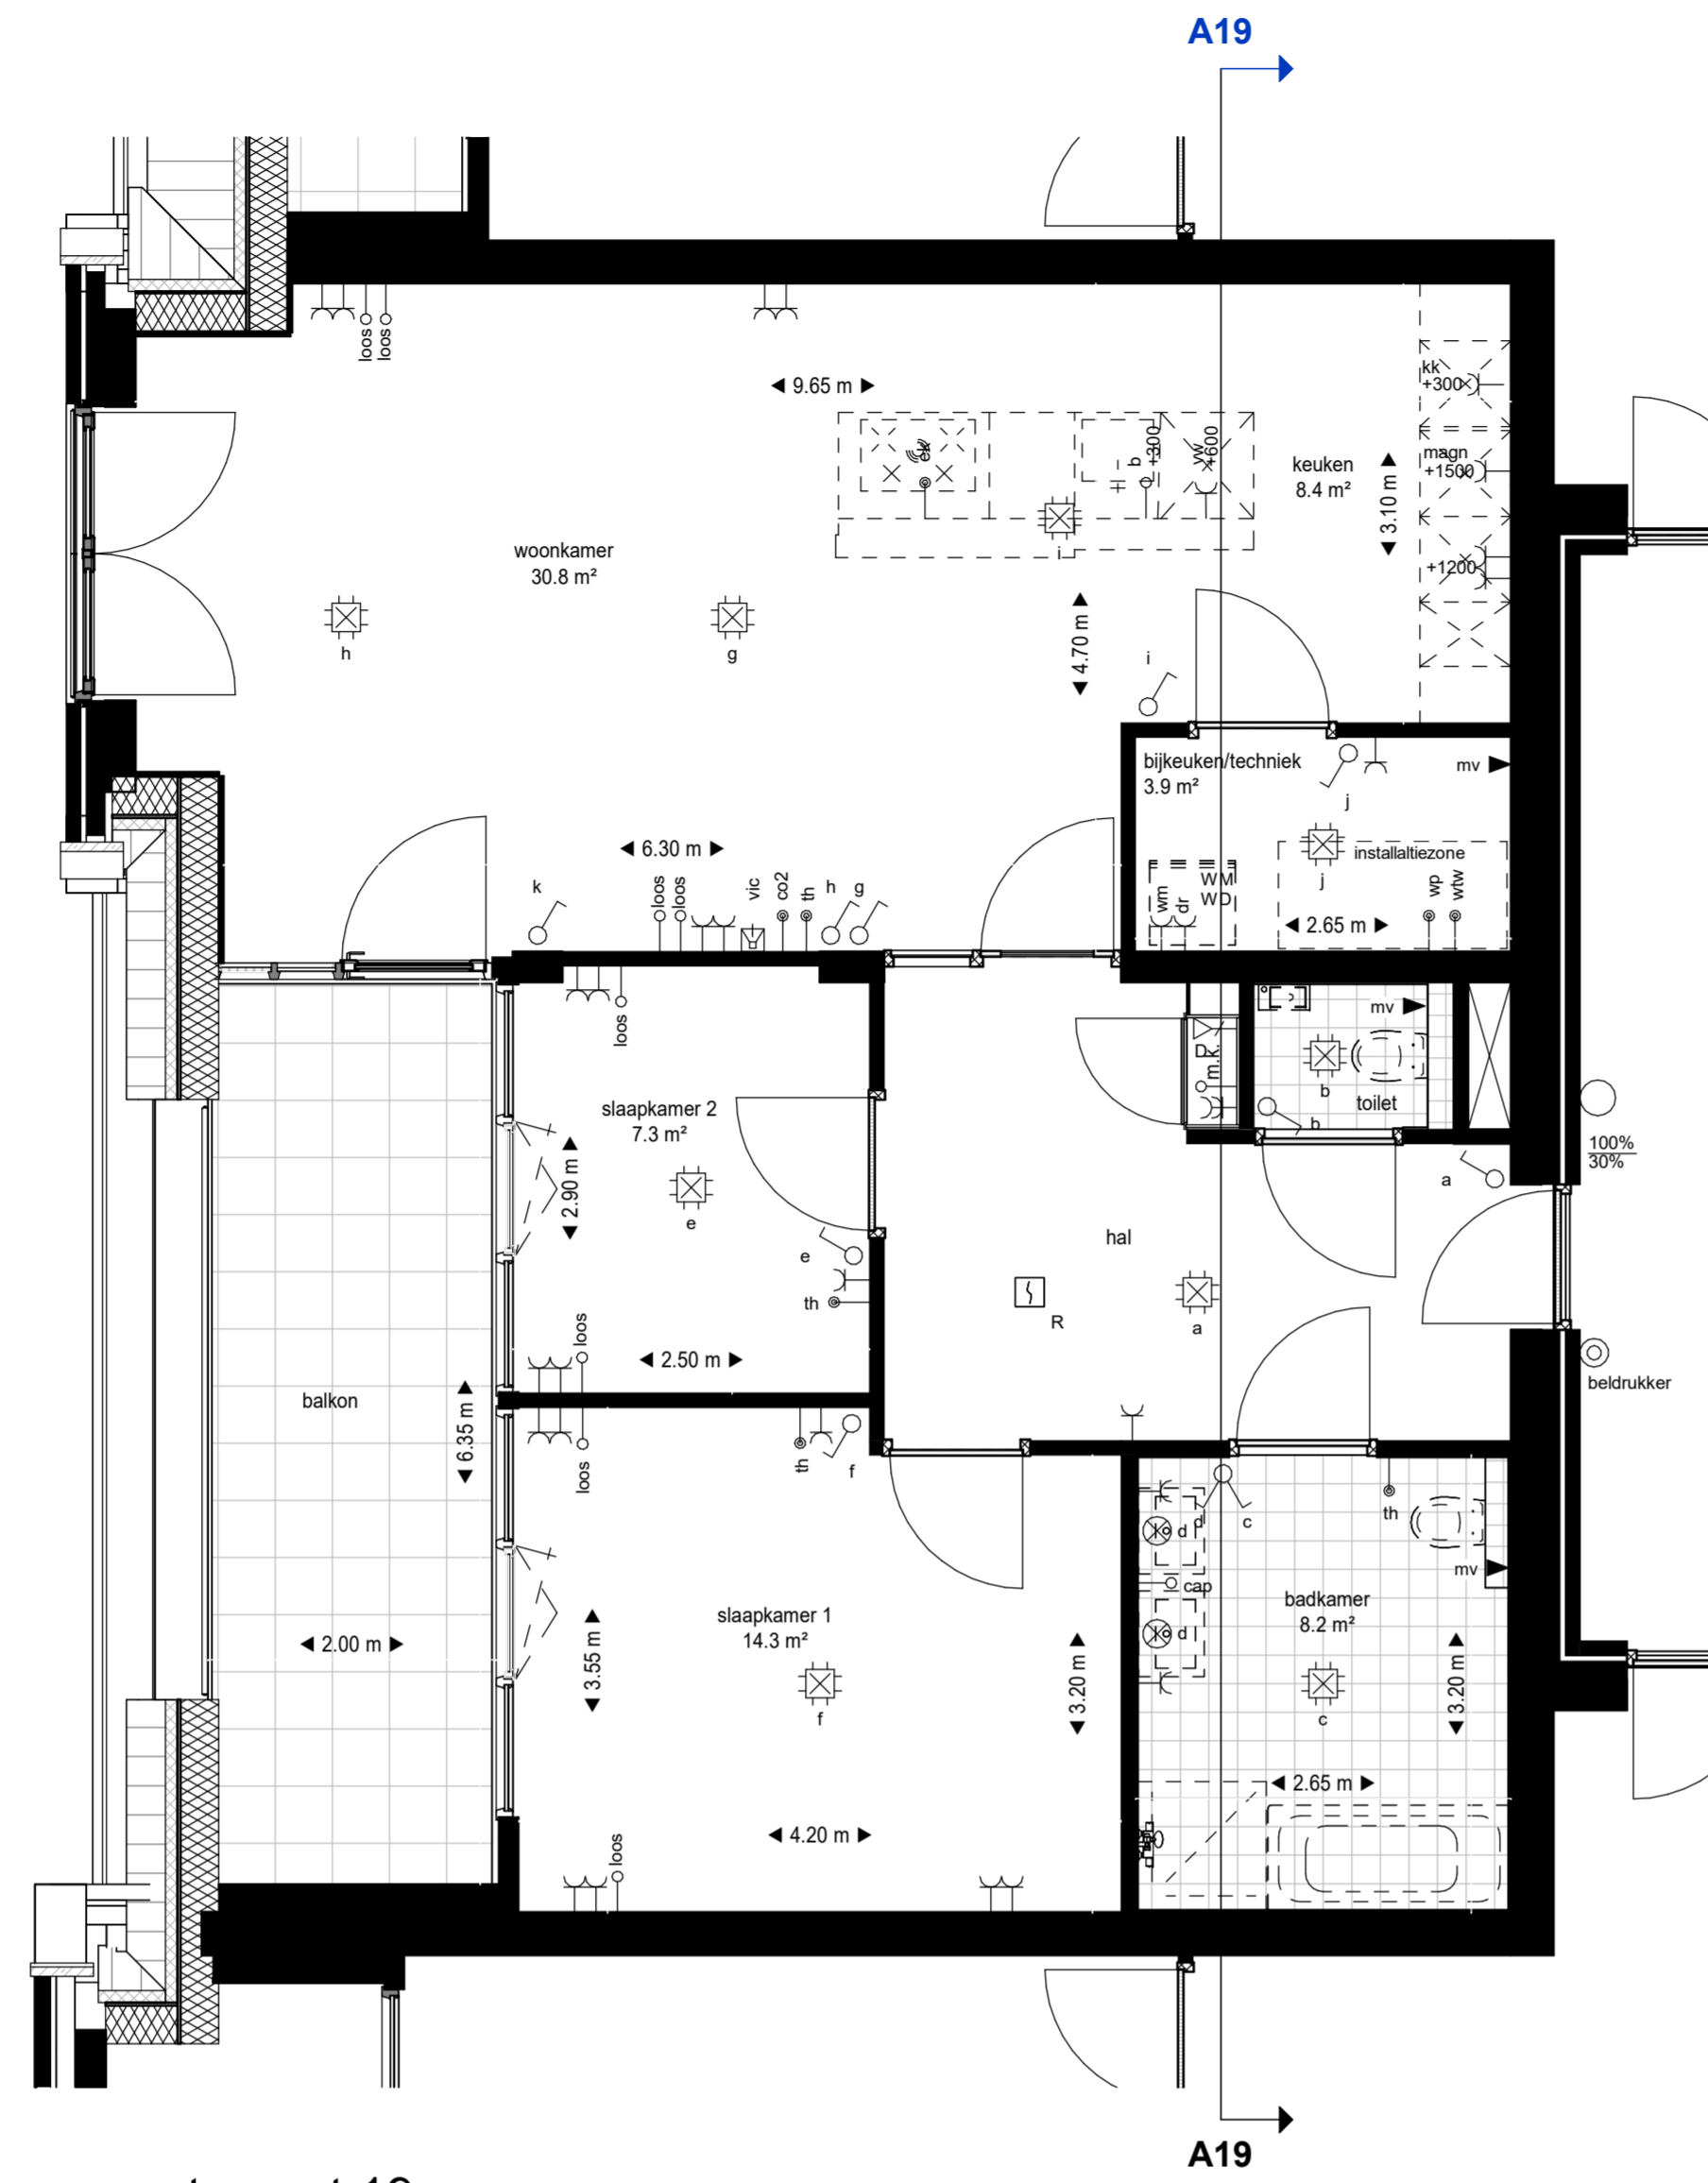 A19
loos
loos
9.65 m
kk
+300
magn
+1500
+1200
ek
b
+300
vw
+600
keuken
8.4 m²
3.10 m
i
woonkamer
30.8 m²
h
g
4.70 m
i
bijkeuken/techniek
3.9 m²
mv
j
j
installaltiezone
wm
dr
WM
WD
wp
wtw
2.65 m
6.30 m
k
loos
loos
vic
co2
th
h
g
loos
mv
D
m.k.
b
toilet
b
slaapkamer 2
7.3 m²
2.90 m
e
e
th
100%
30%
a
hal
R
a
loos
2.50 m
beldrukker
balkon
6.35 m
loos
th
f
d
c
th
d
cap
d
mv
badkamer
8.2 m²
c
slaapkamer 1
14.3 m²
2.00 m
3.55 m
f
3.20 m
3.20 m
2.65 m
4.20 m
loos
A19